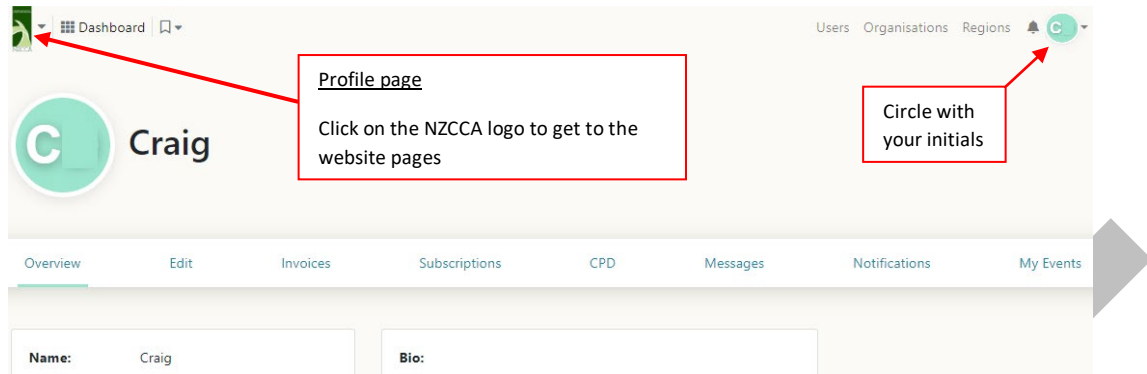 Dashboard
Users Organisations Regions C
Profile page
Click on the NZCCA logo to get to the
website pages
Circle with
your initials
C Craig
Overview Edit Invoices Subscriptions CPD Messages Notifications My Events
Name: Craig Bio: